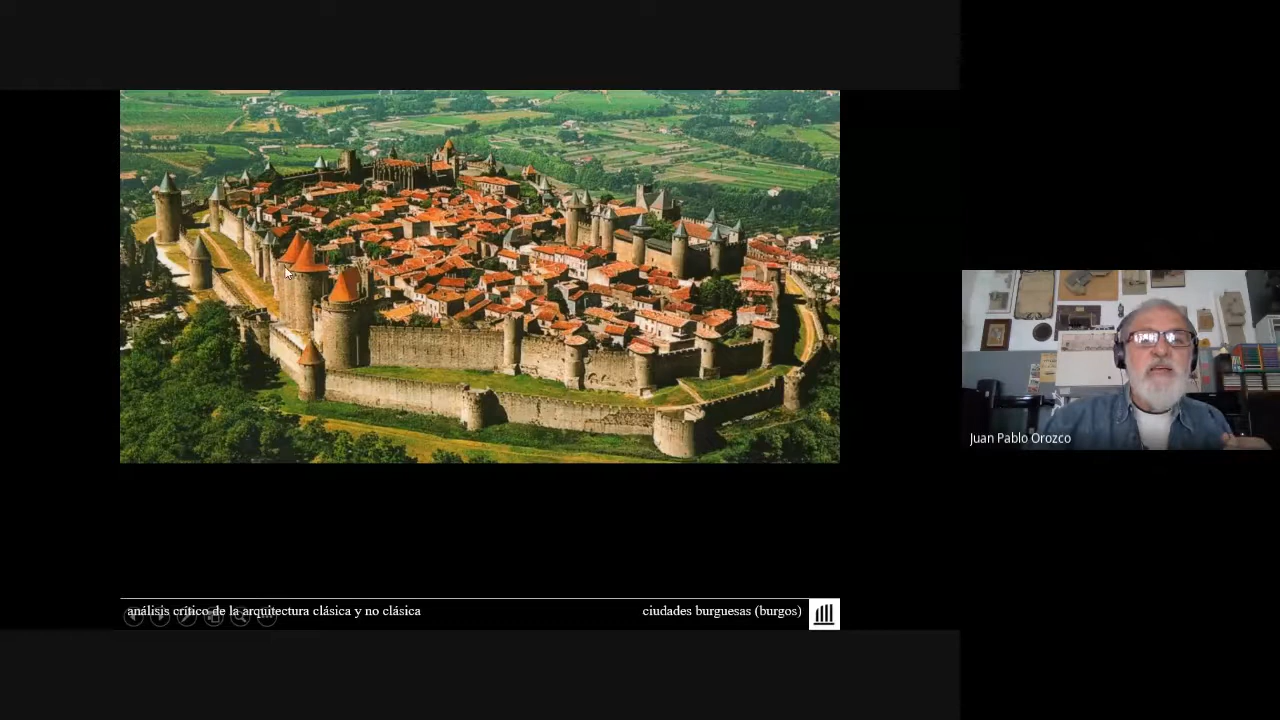 Juan Pablo Orozco
análisis crítico de la arquitectura clásica y no clásica
ciudades burguesas (burgos)